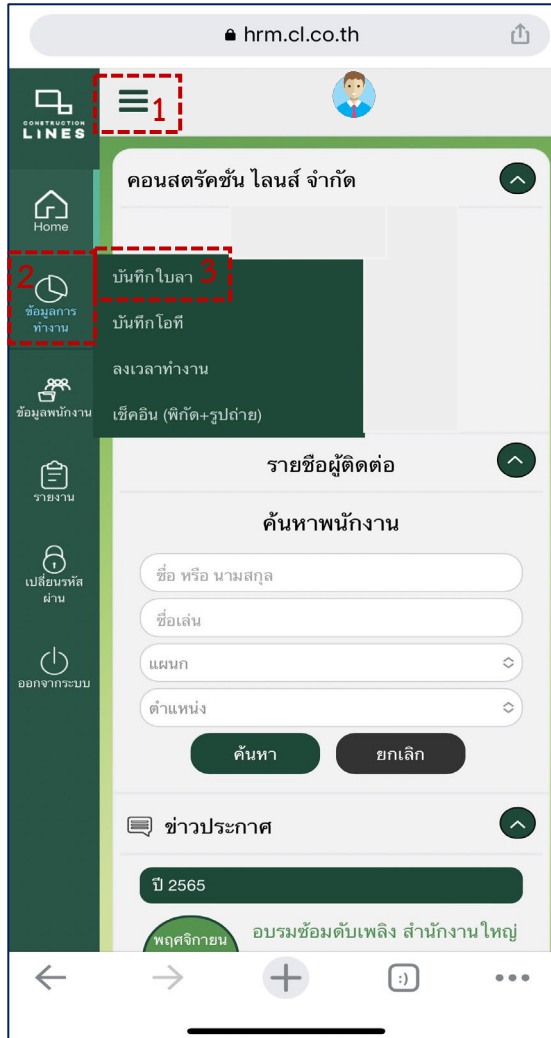 hrm.cl.co.th
CONSTRUCTION
LINES
1
คอนสตรัคชั่น ไลนส์ จำกัด
Home
2
ข้อมูลการ
ทำงาน
บันทึกใบลา 3
บันทึกโอที
ลงเวลาทำงาน
เช็คอิน (พิกัด+รูปถ่าย)
ข้อมูลพนักงาน
รายงาน
เปลี่ยนรหัส
ผ่าน
ออกจากระบบ
รายชื่อผู้ติดต่อ
ค้นหาพนักงาน
ชื่อ หรือ นามสกุล
ชื่อเล่น
แผนก
ตำแหน่ง
ค้นหา ยกเลิก
ข่าวประกาศ
ปี 2565
พฤศจิกายน
อบรมซ้อมดับเพลิง สำนักงานใหญ่
:)